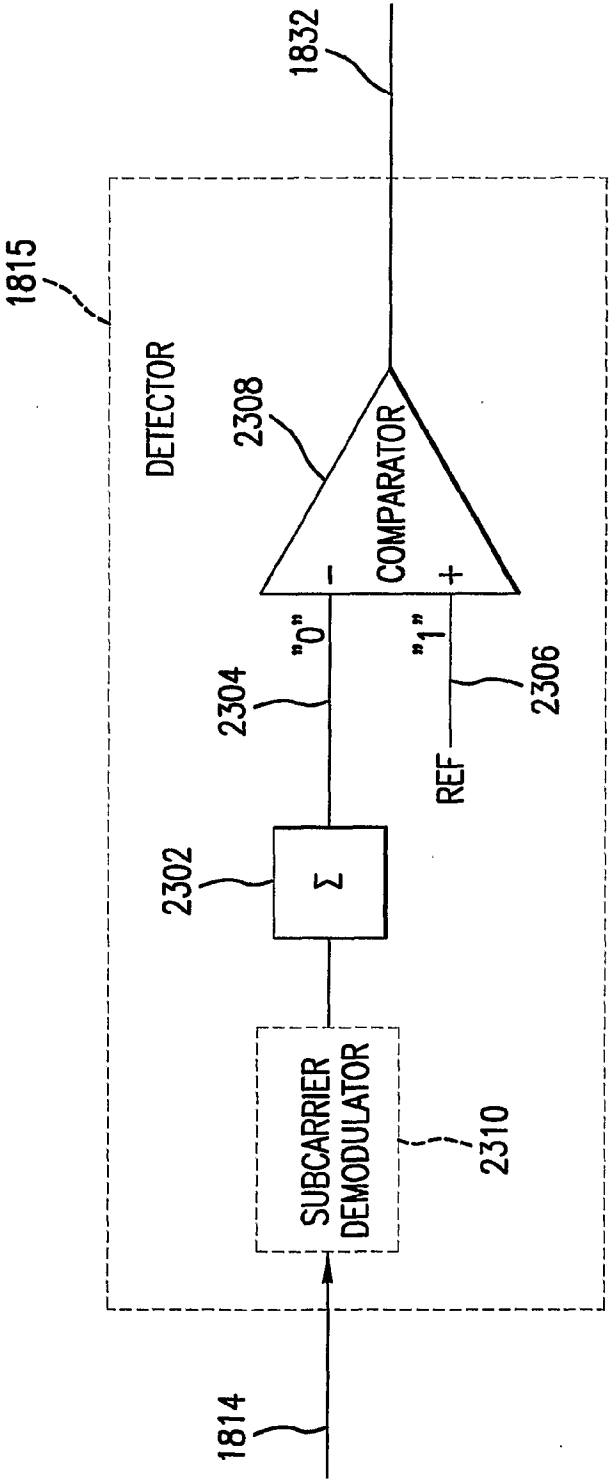 1815
DETECTOR
1814
SUBCARRIER
DEMODULATOR
2310
2302
Σ
2304
"0"
"1"
REF
2306
2308
COMPARATOR
−
+
1832